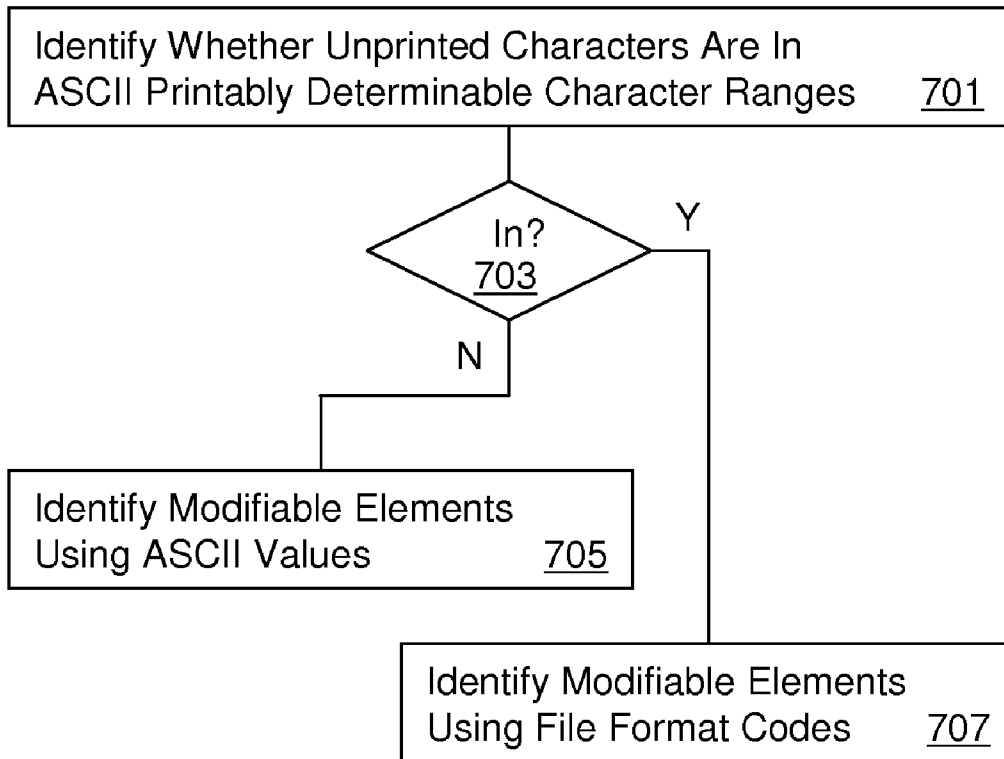 Identify Whether Unprinted Characters Are In
ASCII Printably Determinable Character Ranges 701
In?
703
Y
N
Identify Modifiable Elements
Using ASCII Values 705
Identify Modifiable Elements
Using File Format Codes 707